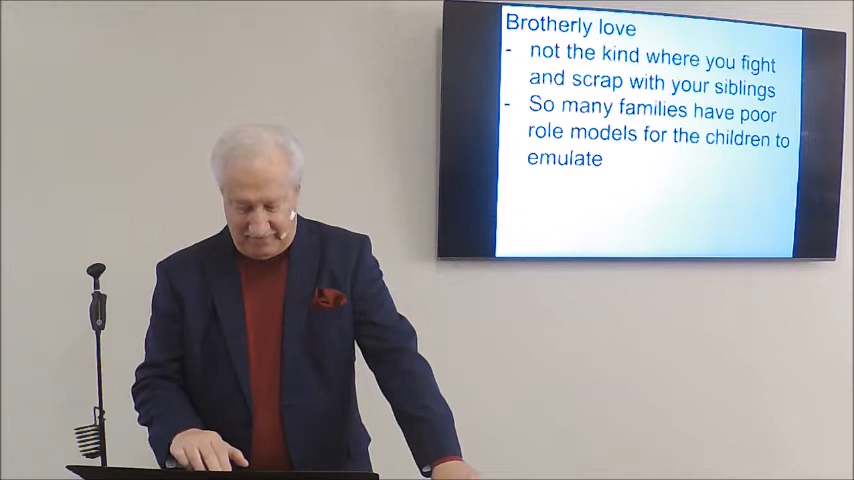 Brotherly love
- not the kind where you fight
and scrap with your siblings
- So many families have poor
role models for the children to
emulate